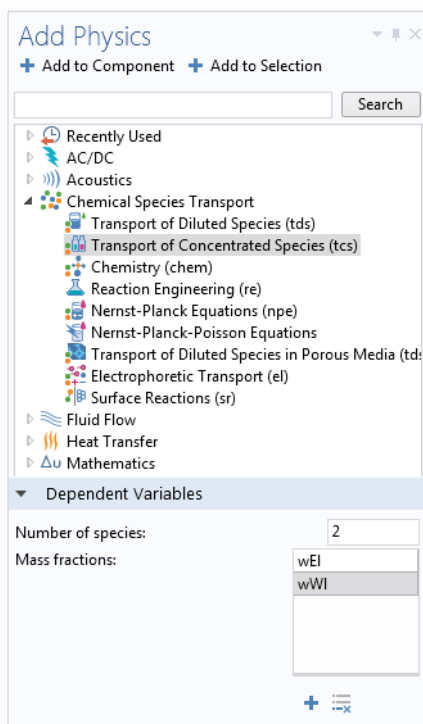 Add Physics
Add to Component Add to Selection
Search
Recently Used
AC/DC
Acoustics
Chemical Species Transport
Transport of Diluted Species (tds)
Transport of Concentrated Species (tcs)
Chemistry (chem)
Reaction Engineering (re)
Nernst-Planck Equations (npe)
Nernst-Planck-Poisson Equations
Transport of Diluted Species in Porous Media (tds
Electrophoretic Transport (el)
Surface Reactions (sr)
Fluid Flow
Heat Transfer
Δu Mathematics
Dependent Variables
Number of species: 2
Mass fractions: wEI
wWI